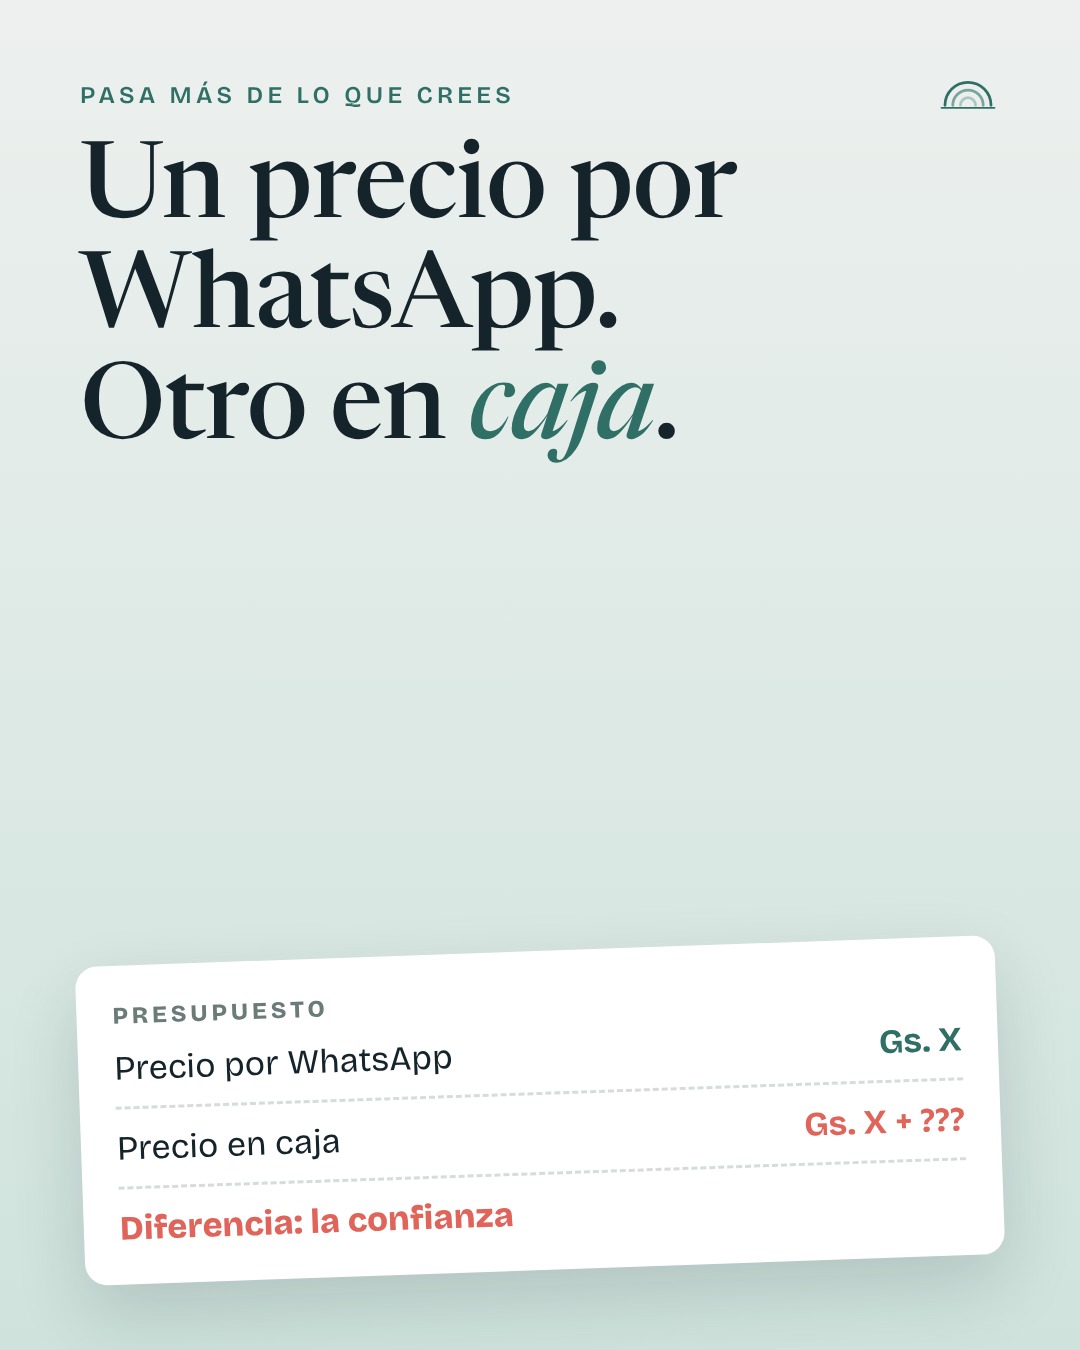 PASA MÁS DE LO QUE CREES
Un precio por
WhatsApp.
Otro en caja.
PRESUPUESTO
Precio por WhatsApp Gs. X
Precio en caja Gs. X + ???
Diferencia: la confianza